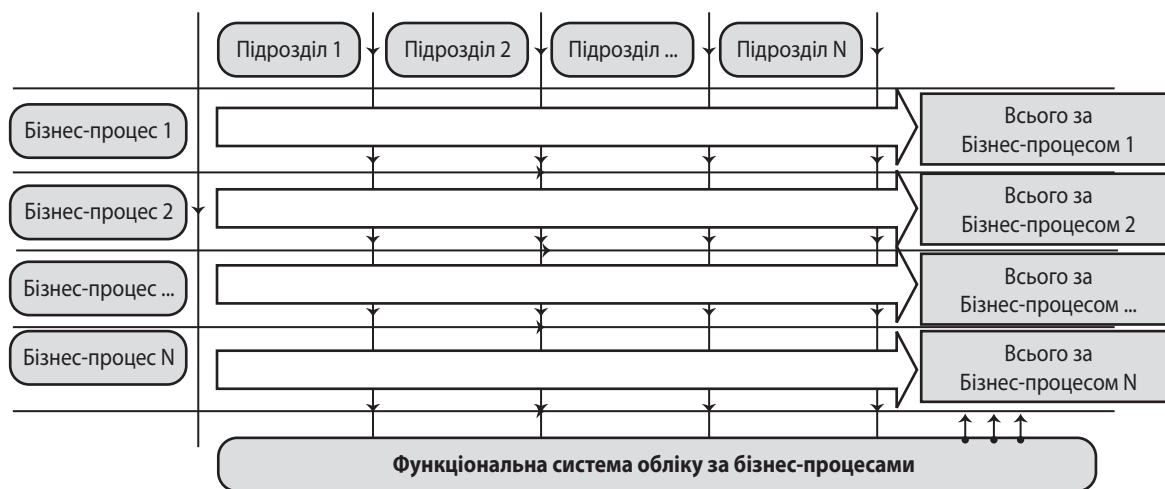 Підрозділ 1
Підрозділ 2
Підрозділ ...
Підрозділ N
Бізнес-процес 1
Всього за
Бізнес-процесом 1
Бізнес-процес 2
Всього за
Бізнес-процесом 2
Бізнес-процес ...
Всього за
Бізнес-процесом ...
Бізнес-процес N
Всього за
Бізнес-процесом N
Функціональна система обліку за бізнес-процесами